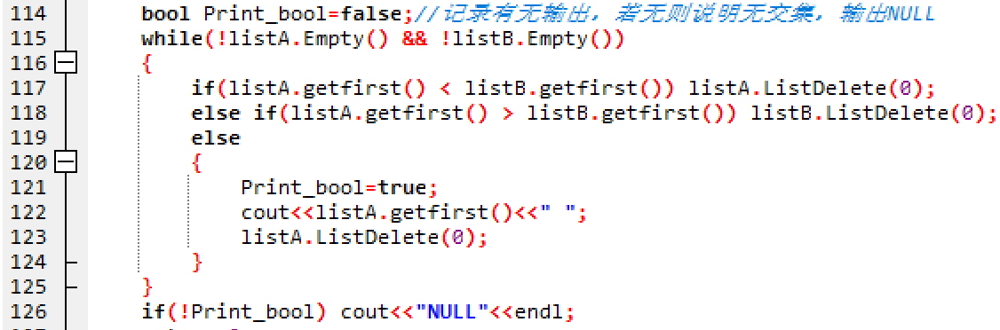 114 bool Print_bool=false;//记录有无输出，若无则说明无交集，输出NULL
115 while(!listA.Empty() && !listB.Empty())
116 {
117 if(listA.getfirst() < listB.getfirst()) listA.ListDelete(0);
118 else if(listA.getfirst() > listB.getfirst()) listB.ListDelete(0);
119 else
120 {
121 Print_bool=true;
122 cout<<listA.getfirst()<<" ";
123 listA.ListDelete(0);
124 }
125 }
126 if(!Print_bool) cout<<"NULL"<<endl;